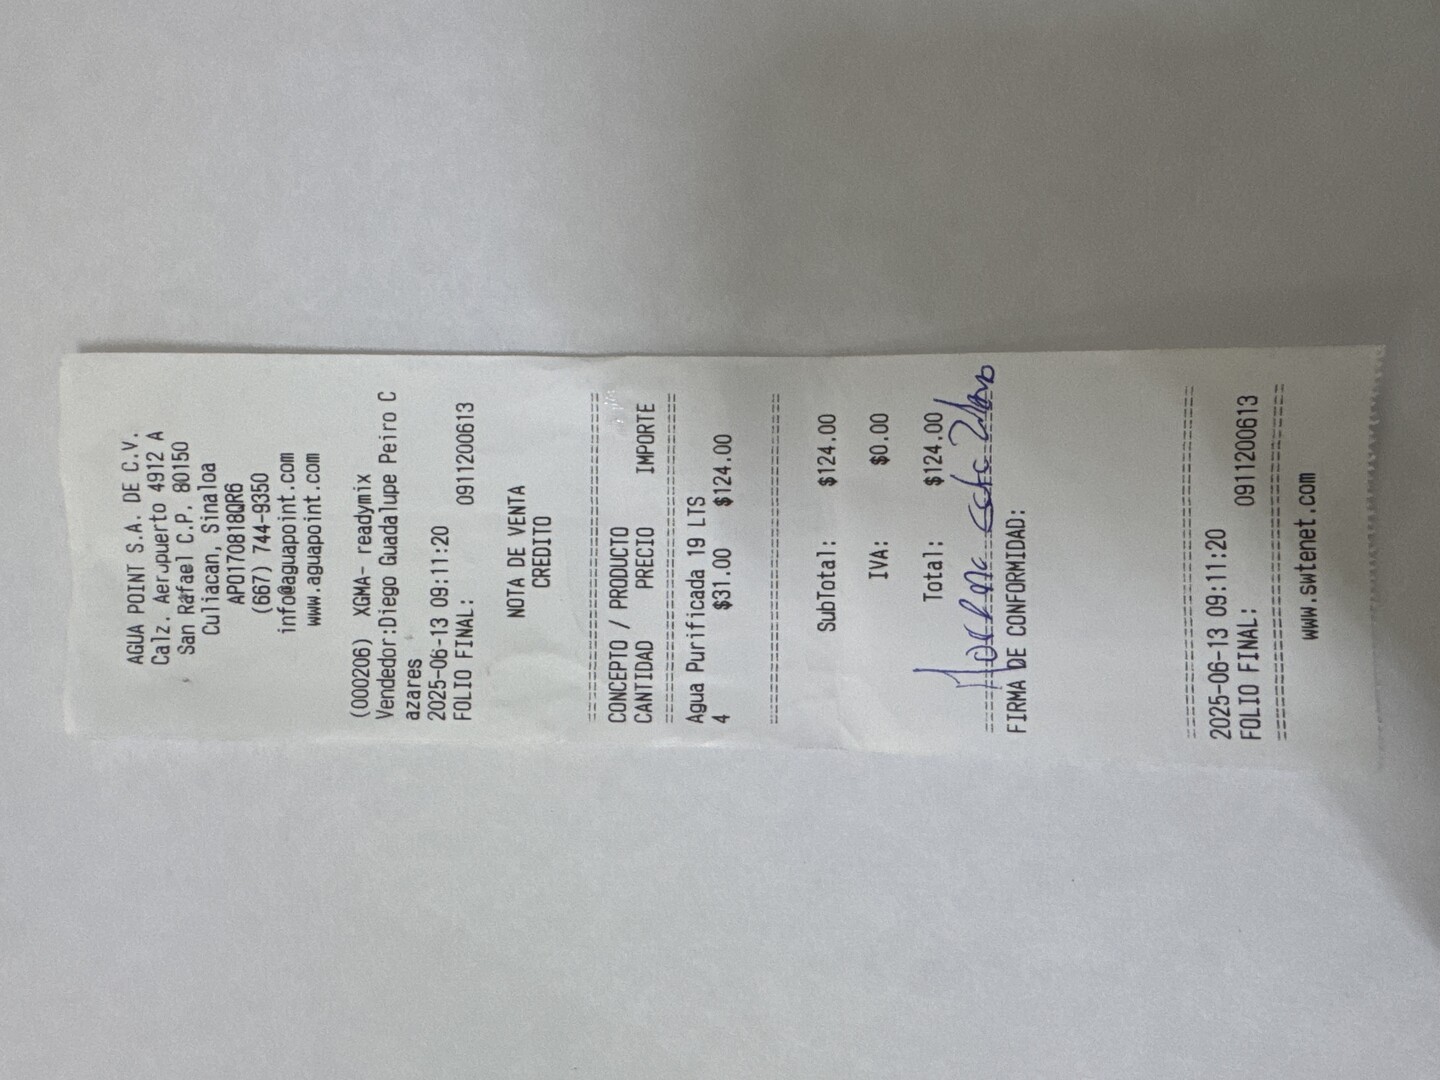 AGUA POINT S.A. DE C.V.
Calz. Aeropuerto 4912 A
San Rafael C.P. 80150
Culiacan, Sinaloa
APO170818QR6
(667) 744-9350
info@aguapoint.com
www.aguapoint.com
(000206) XGMA- readymix
Vendedor:Diego Guadalupe Peiro C
azares
2025-06-13 09:11:20
FOLIO FINAL: 0911200613
NOTA DE VENTA
CREDITO
================================
CONCEPTO / PRODUCTO
CANTIDAD PRECIO IMPORTE
================================
Agua Purificada 19 LTS
4 $31.00 $124.00
================================
SubTotal: $124.00
IVA: $0.00
Total: $124.00
================================
FIRMA DE CONFORMIDAD:
================================
2025-06-13 09:11:20
FOLIO FINAL: 0911200613
================================
www.swtenet.com